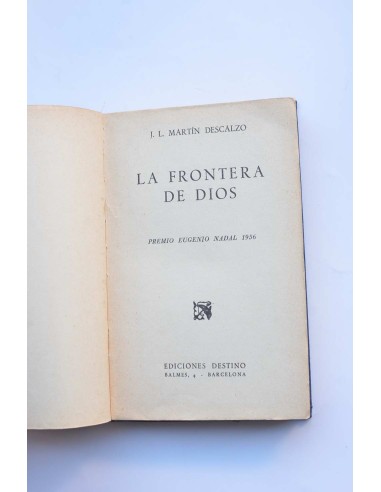 J. L. MARTÍN DESCALZO
LA FRONTERA
DE DIOS
PREMIO EUGENIO NADAL 1956
EDICIONES DESTINO
BALMES, 4 - BARCELONA